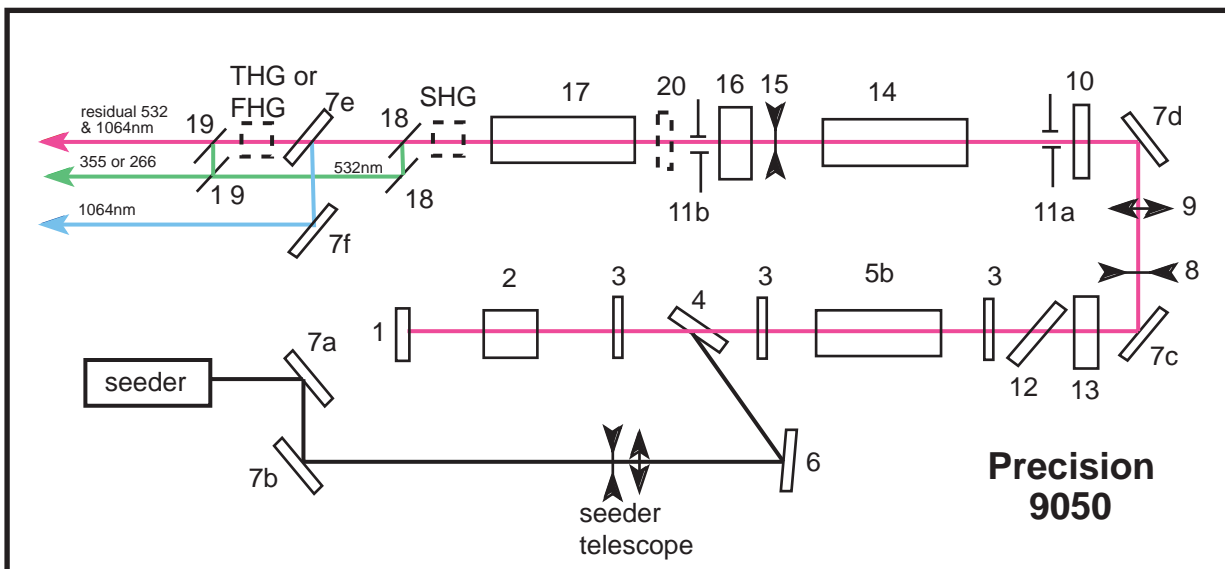 THG or
FHG
7e
SHG
17
20
16
15
14
10
7d
residual 532
& 1064nm
19
18
355 or 266
532nm
1 9
18
11b
11a
9
1064nm
7f
8
2
3
4
3
5b
3
1
7a
7c
seeder
12
13
7b
6
seeder
telescope
Precision
9050